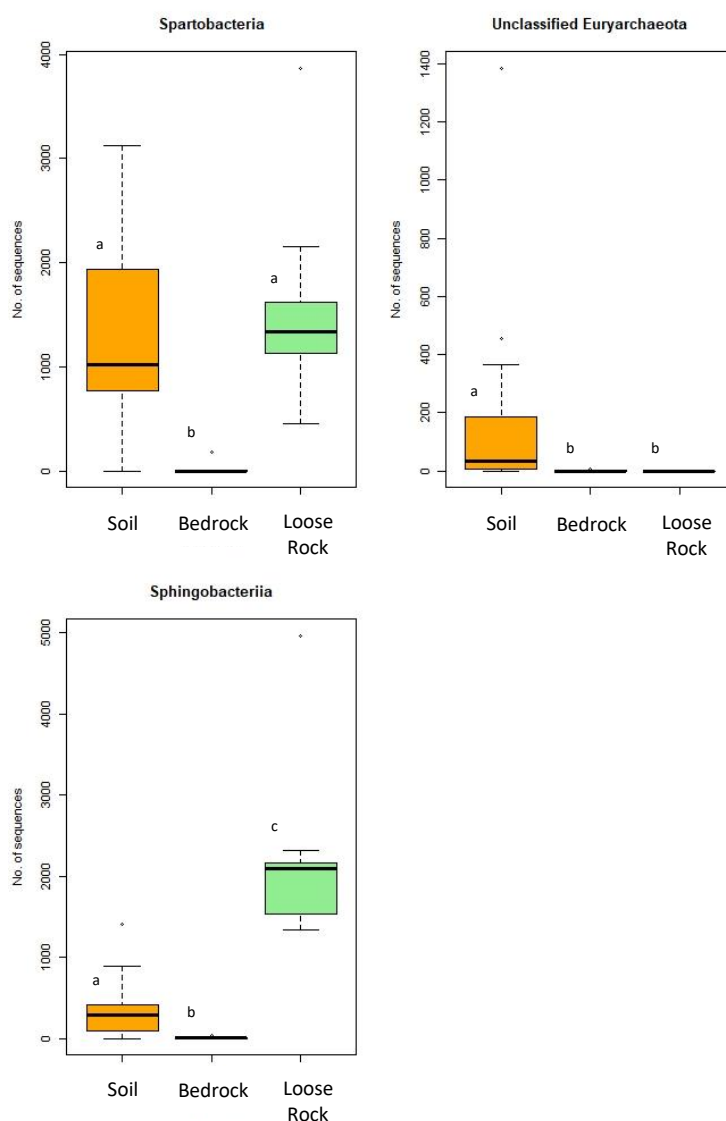 Spartobacteria
No. of sequences
4000
3000
2000
1000
0
a
b
a
Soil
Bedrock
Loose
Rock
Unclassified Euryarchaeota
No. of sequences
1400
1200
1000
800
600
400
200
0
a
b
b
Soil
Bedrock
Loose
Rock
Sphingobacteriia
No. of sequences
5000
4000
3000
2000
1000
0
a
b
c
Soil
Bedrock
Loose
Rock